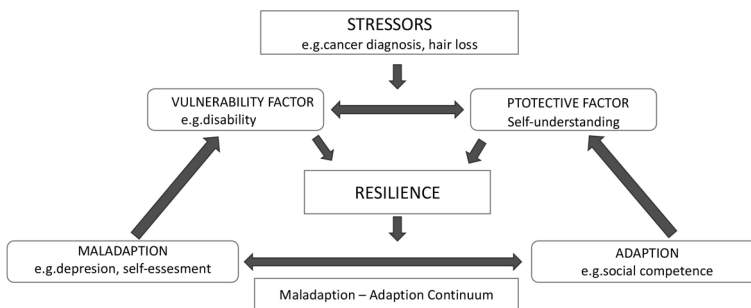 STRESSORS
e.g.cancer diagnosis, hair loss
VULNERABILITY FACTOR
e.g.disability
PTOTECTIVE FACTOR
Self-understanding
RESILIENCE
MALADAPTION
e.g.depresion, self-essesment
ADAPTION
e.g.social competence
Maladaption – Adaption Continuum